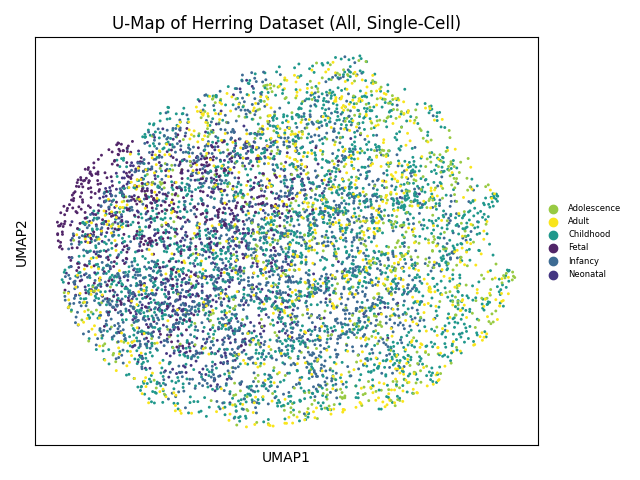 U-Map of Herring Dataset (All, Single-Cell)
UMAP2
Adolescence
Adult
Childhood
Fetal
Infancy
Neonatal
UMAP1